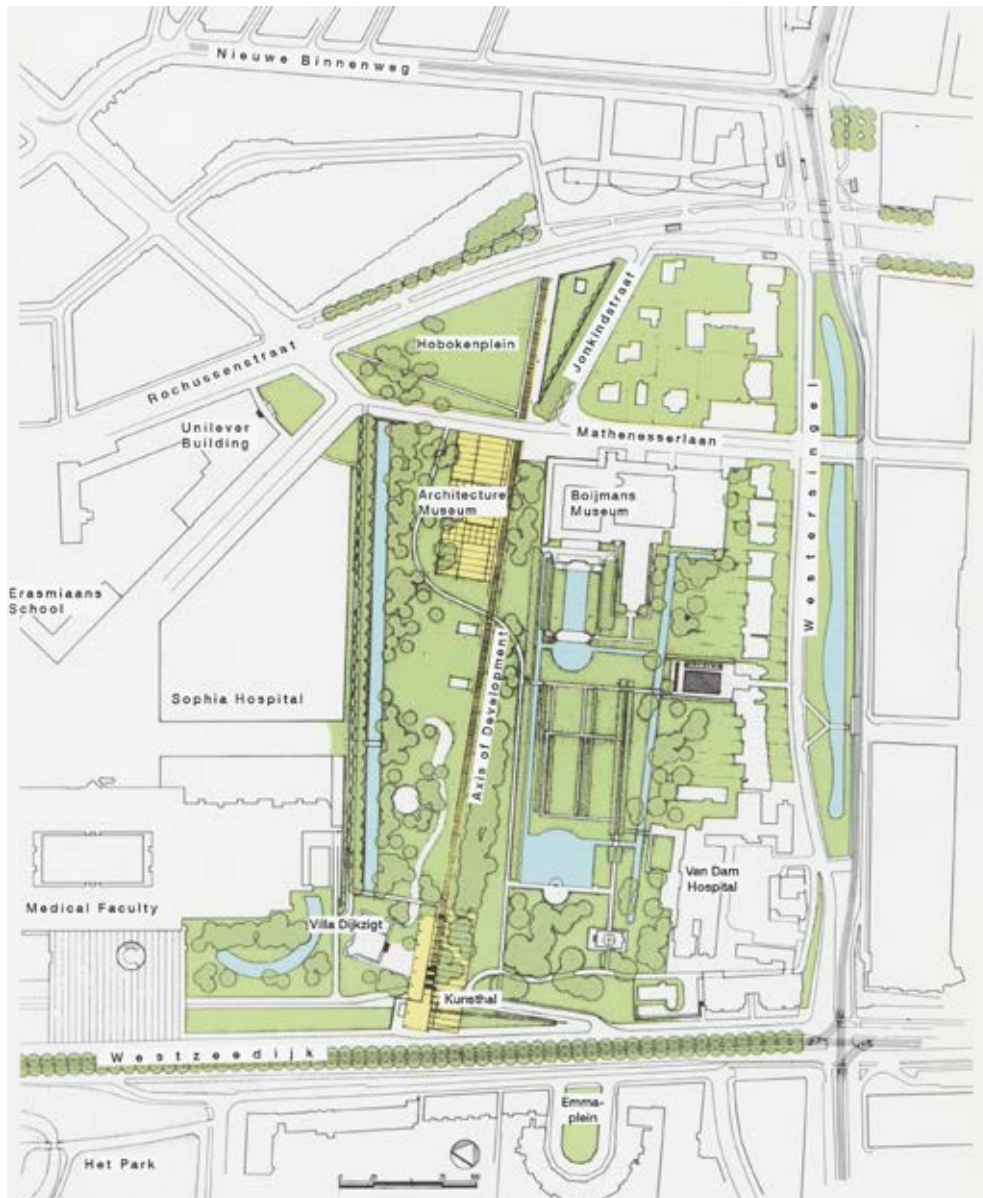 Nieuwe Binnenweg
Hobokenplein
Jonkindstraat
Rochussenstraat
Unilever
Building
Mathenesserlaan
Westersingel
Architecture
Museum
Boijmans
Museum
Erasmiaans
School
Axis of Development
Sophia Hospital
Van Dam
Hospital
Medical Faculty
Villa Dijkzigt
Kunsthal
Westzeedijk
Emma-
plein
Het Park